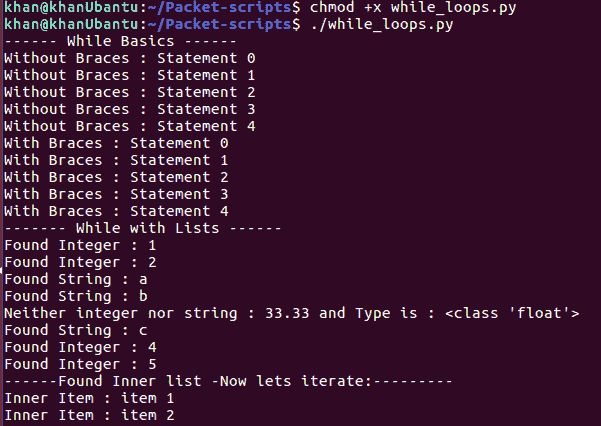 khan@khanUbantu:~/Packet-scripts$ chmod +x while_loops.py
khan@khanUbantu:~/Packet-scripts$ ./while_loops.py
------ While Basics ------
Without Braces : Statement 0
Without Braces : Statement 1
Without Braces : Statement 2
Without Braces : Statement 3
Without Braces : Statement 4
With Braces : Statement 0
With Braces : Statement 1
With Braces : Statement 2
With Braces : Statement 3
With Braces : Statement 4
------- While with Lists ------
Found Integer : 1
Found Integer : 2
Found String : a
Found String : b
Neither integer nor string : 33.33 and Type is : <class 'float'>
Found String : c
Found Integer : 4
Found Integer : 5
------Found Inner list -Now lets iterate:---------
Inner Item : item 1
Inner Item : item 2